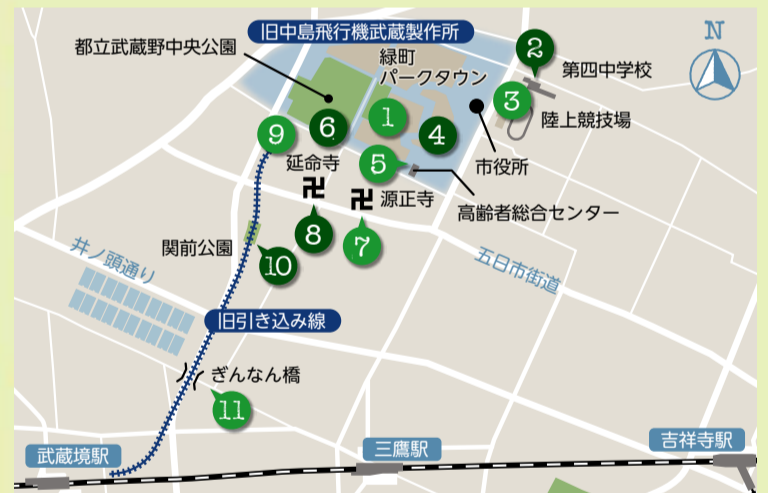 旧中島飛行機武蔵製作所
N
都立武蔵野中央公園
緑町
パークタウン
2
第四中学校
3
陸上競技場
1
6
4
9
市役所
延命寺
5
卍
卍
源正寺
高齢者総合センター
8
7
関前公園
10
井ノ頭通り
五日市街道
旧引き込み線
ぎんなん橋
11
武蔵境駅
三鷹駅
吉祥寺駅